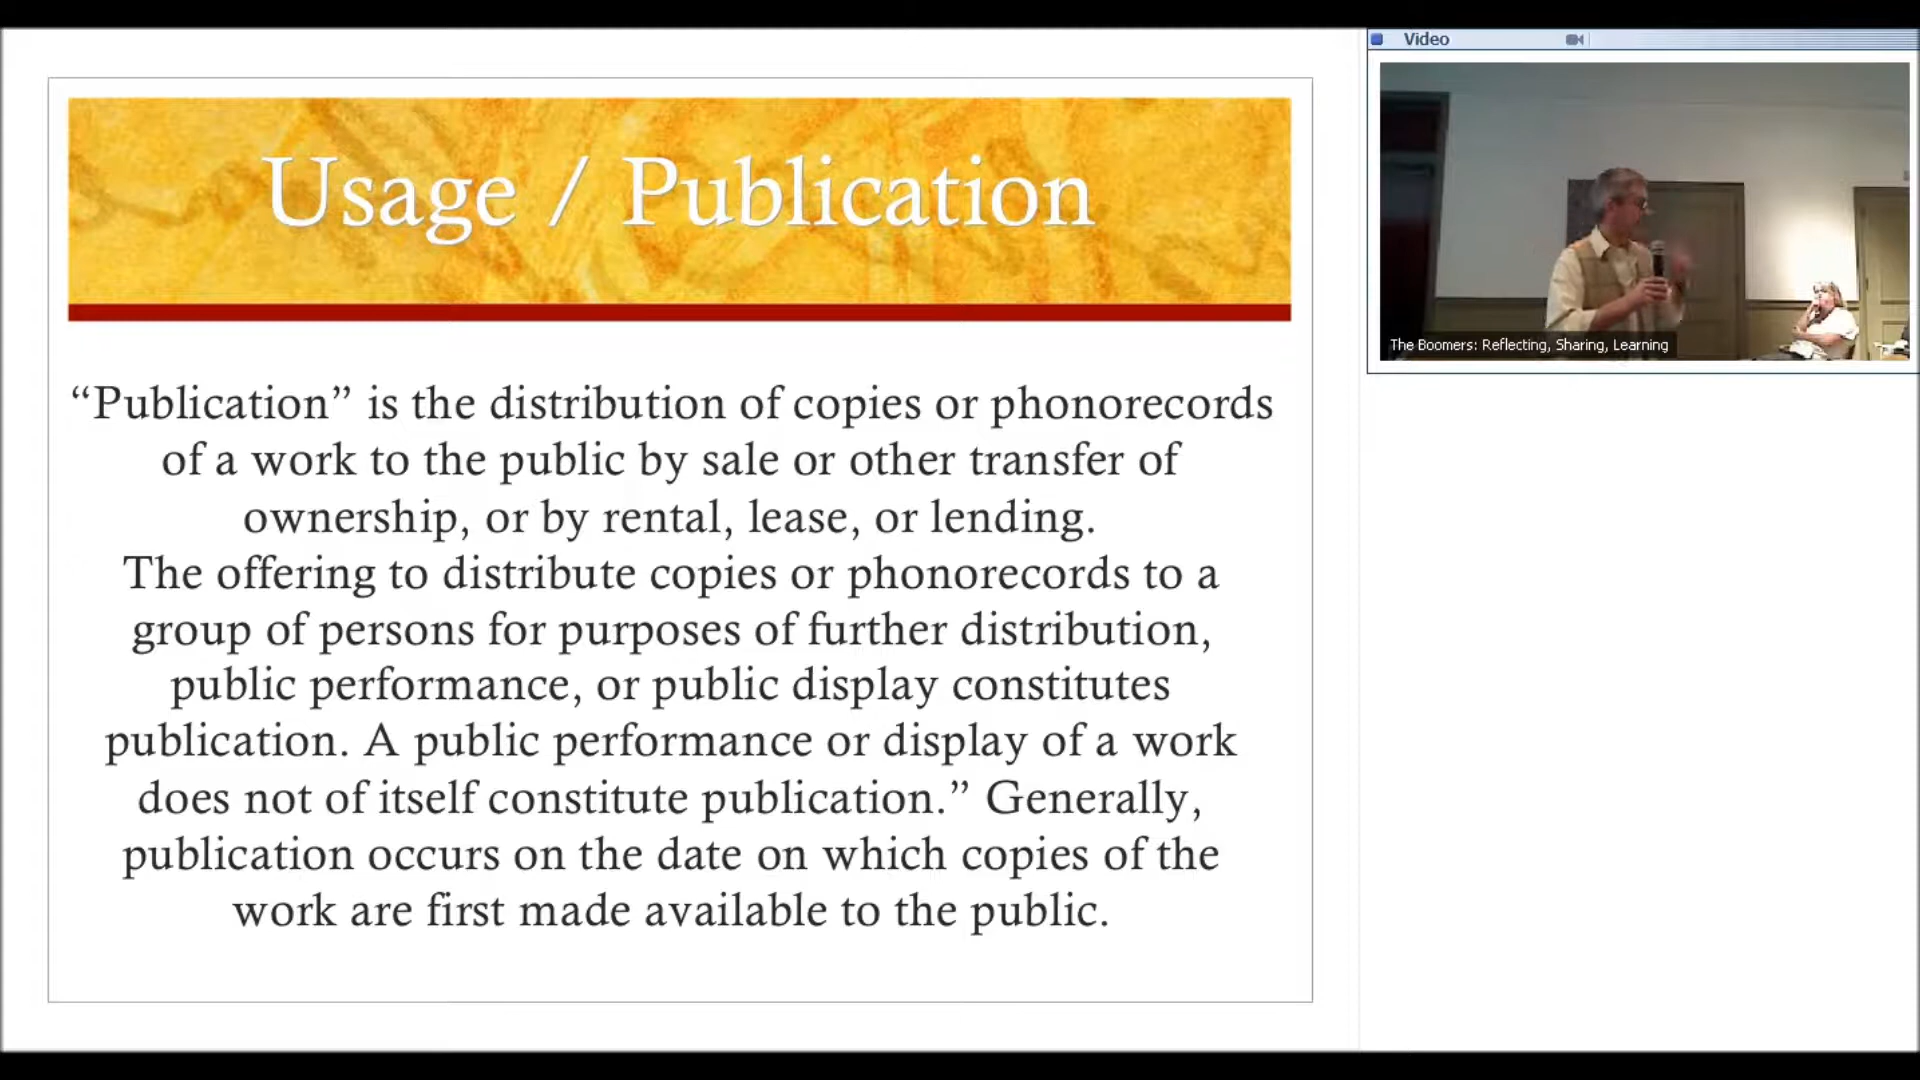 Usage / Publication
“Publication” is the distribution of copies or phonorecords
of a work to the public by sale or other transfer of
ownership, or by rental, lease, or lending.
The offering to distribute copies or phonorecords to a
group of persons for purposes of further distribution,
public performance, or public display constitutes
publication. A public performance or display of a work
does not of itself constitute publication.” Generally,
publication occurs on the date on which copies of the
work are first made available to the public.
Video
The Boomers: Reflecting, Sharing, Learning